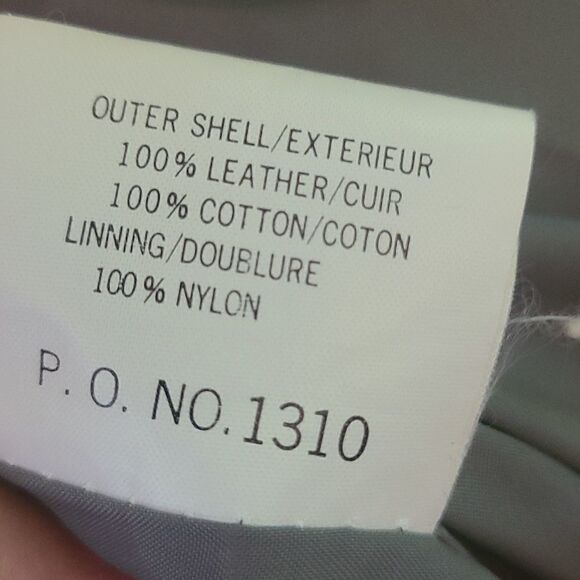 OUTER SHELL/EXTERIEUR
100% LEATHER/CUIR
100% COTTON/COTON
LINNING/DOUBLURE
100% NYLON
P. O. NO. 1310